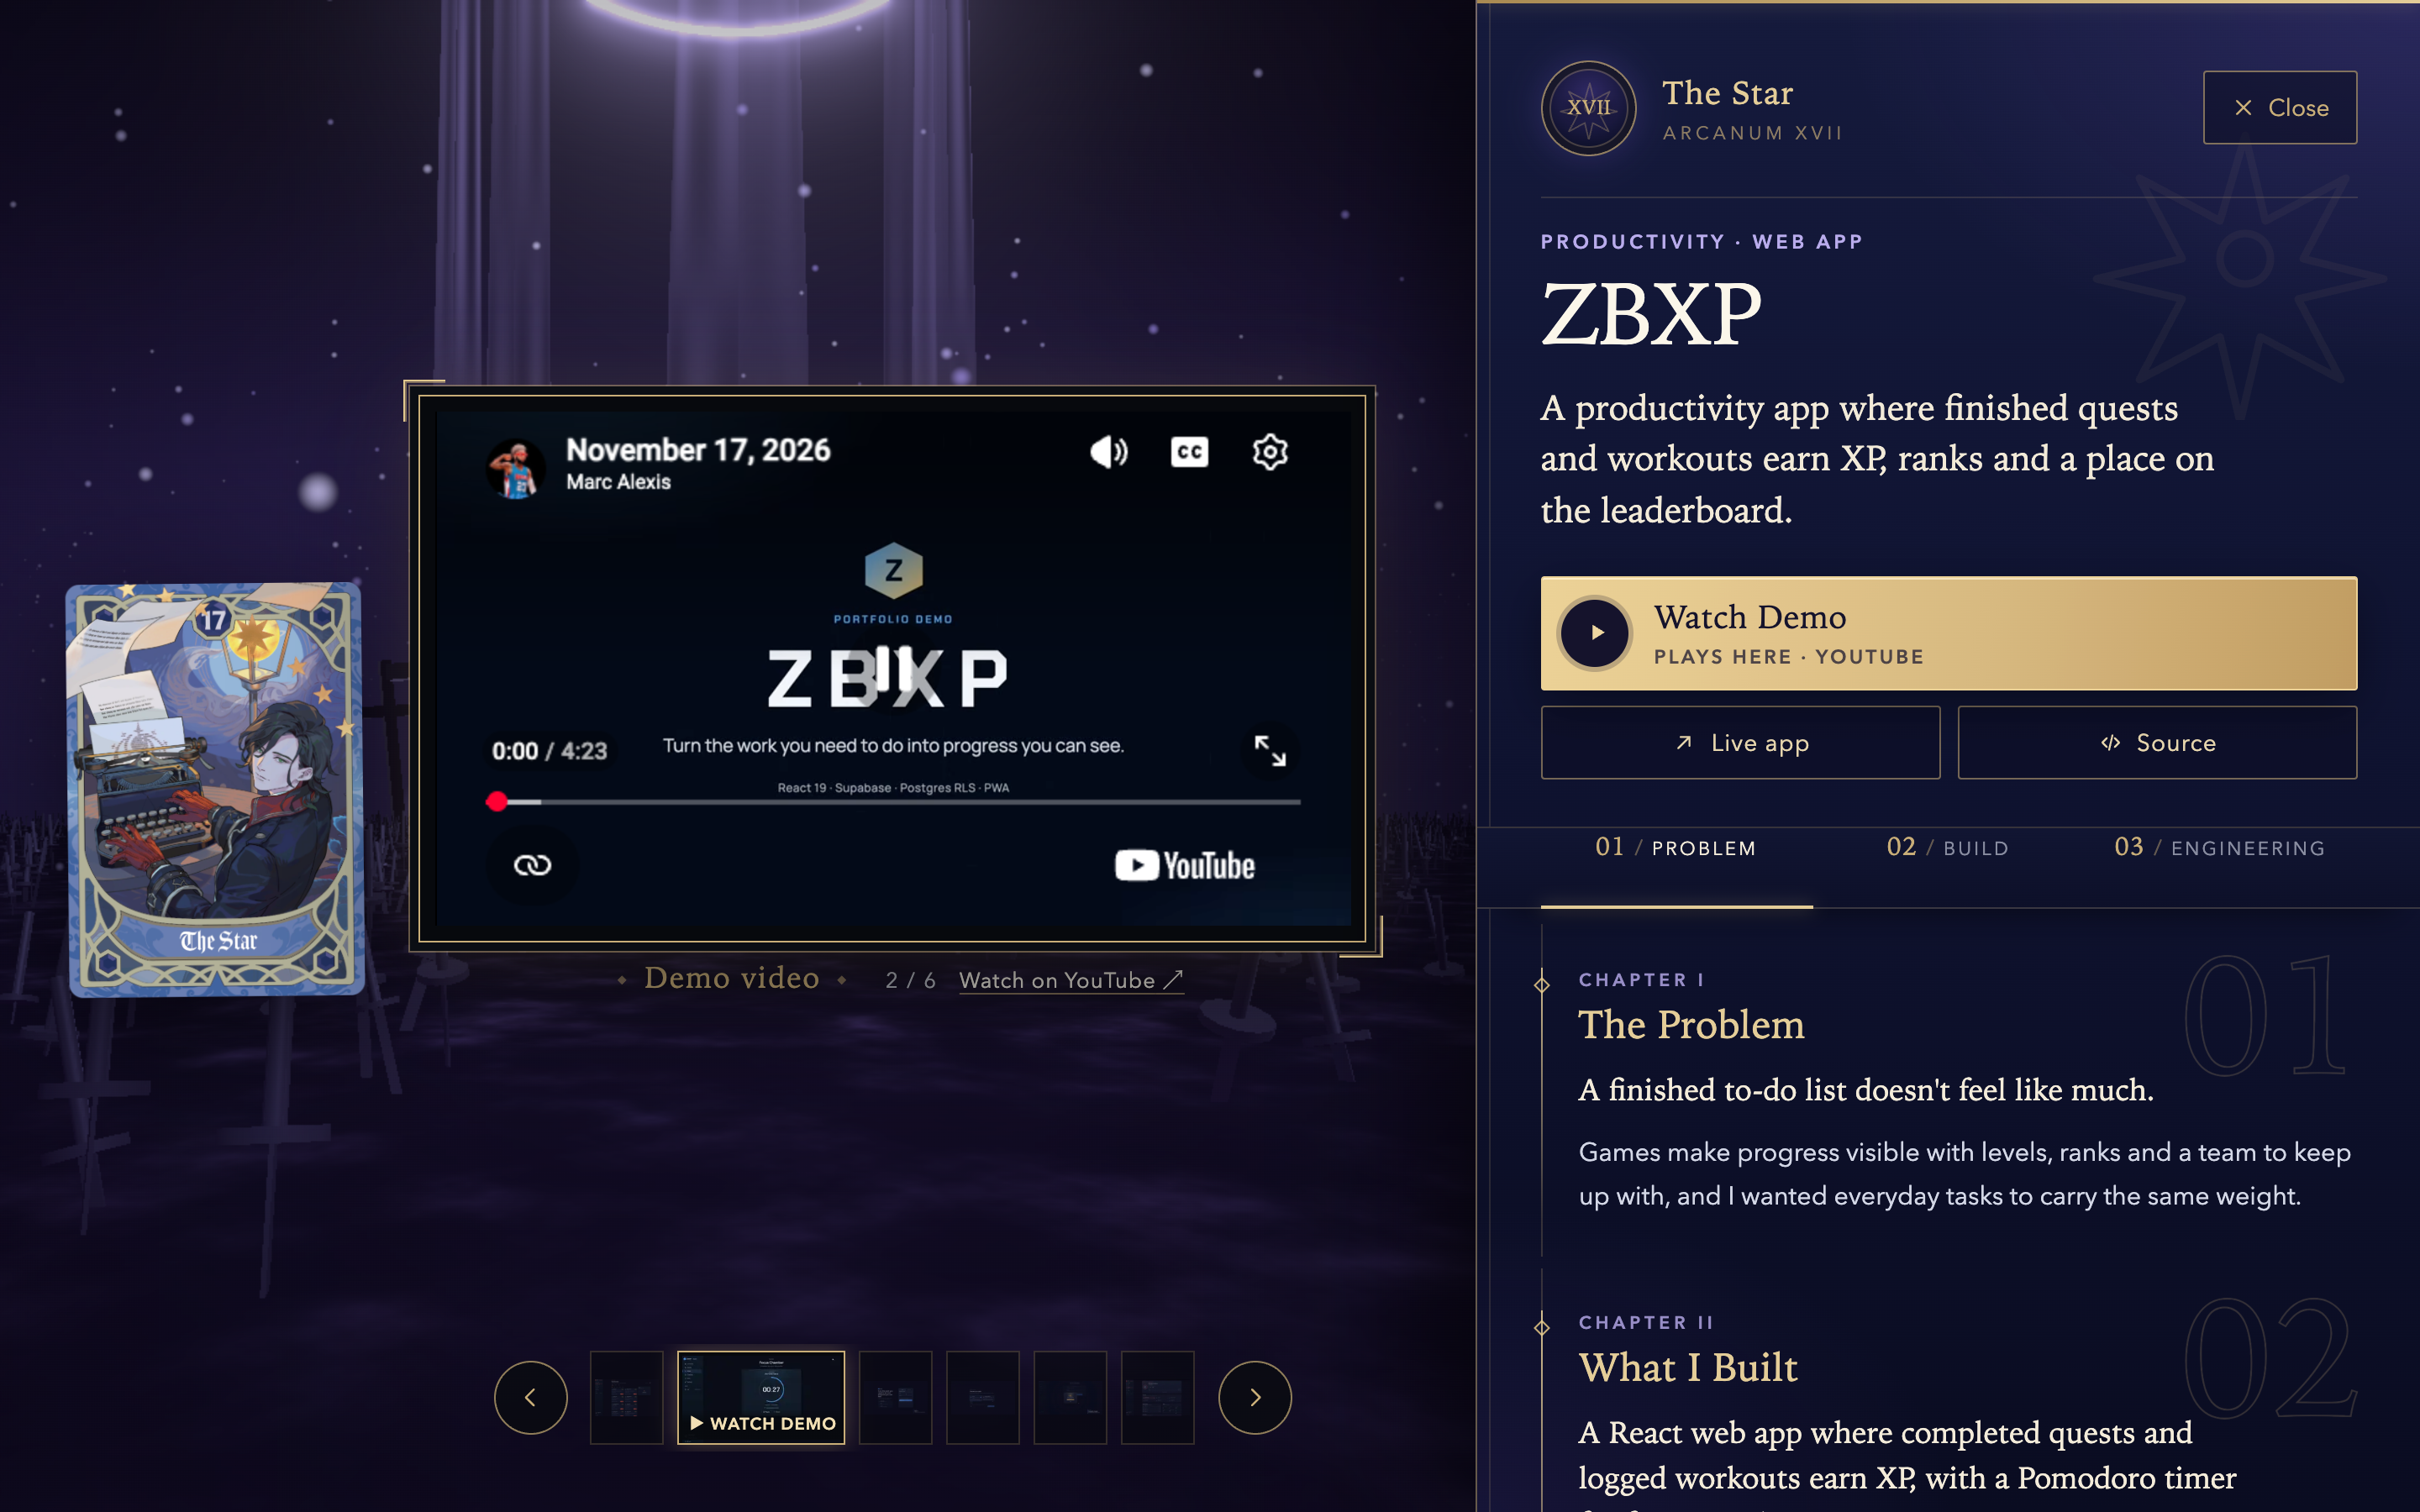 November 17, 2026
Marc Alexis
CC
Z
PORTFOLIO DEMO
ZBXP
Turn the work you need to do into progress you can see.
0:00 / 4:23
React 19 · Supabase · Postgres RLS · PWA
YouTube
17
The Star
Demo video
2 / 6
Watch on YouTube ↗
00:27
WATCH DEMO
XVII
The Star
ARCANUM XVII
Close
PRODUCTIVITY · WEB APP
ZBXP
A productivity app where finished quests
and workouts earn XP, ranks and a place on
the leaderboard.
Watch Demo
PLAYS HERE · YOUTUBE
Live app
Source
01 / PROBLEM
02 / BUILD
03 / ENGINEERING
CHAPTER I
01
The Problem
A finished to-do list doesn't feel like much.
Games make progress visible with levels, ranks and a team to keep
up with, and I wanted everyday tasks to carry the same weight.
CHAPTER II
02
What I Built
A React web app where completed quests and
logged workouts earn XP, with a Pomodoro timer